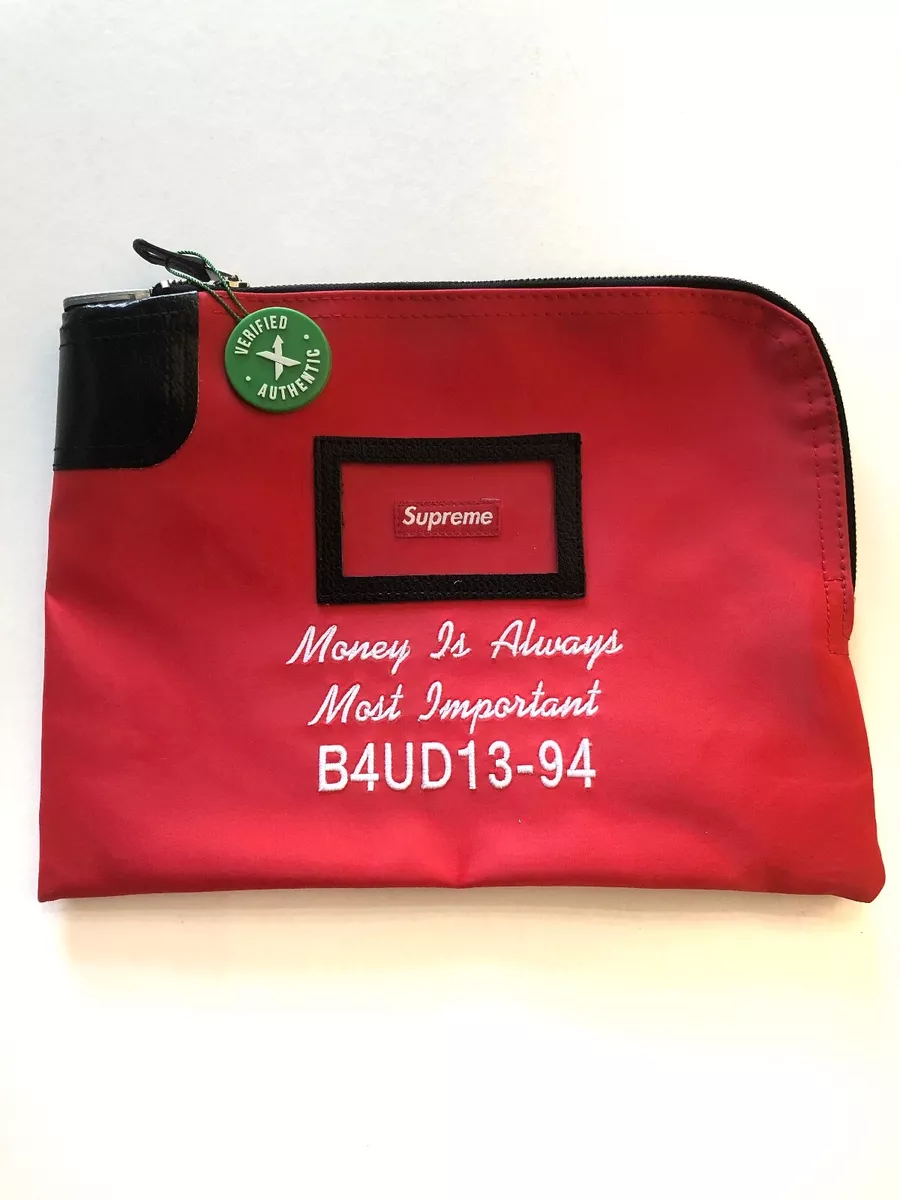 VERIFIED
AUTHENTIC
Supreme
Money Is Always
Most Important
B4UD13-94